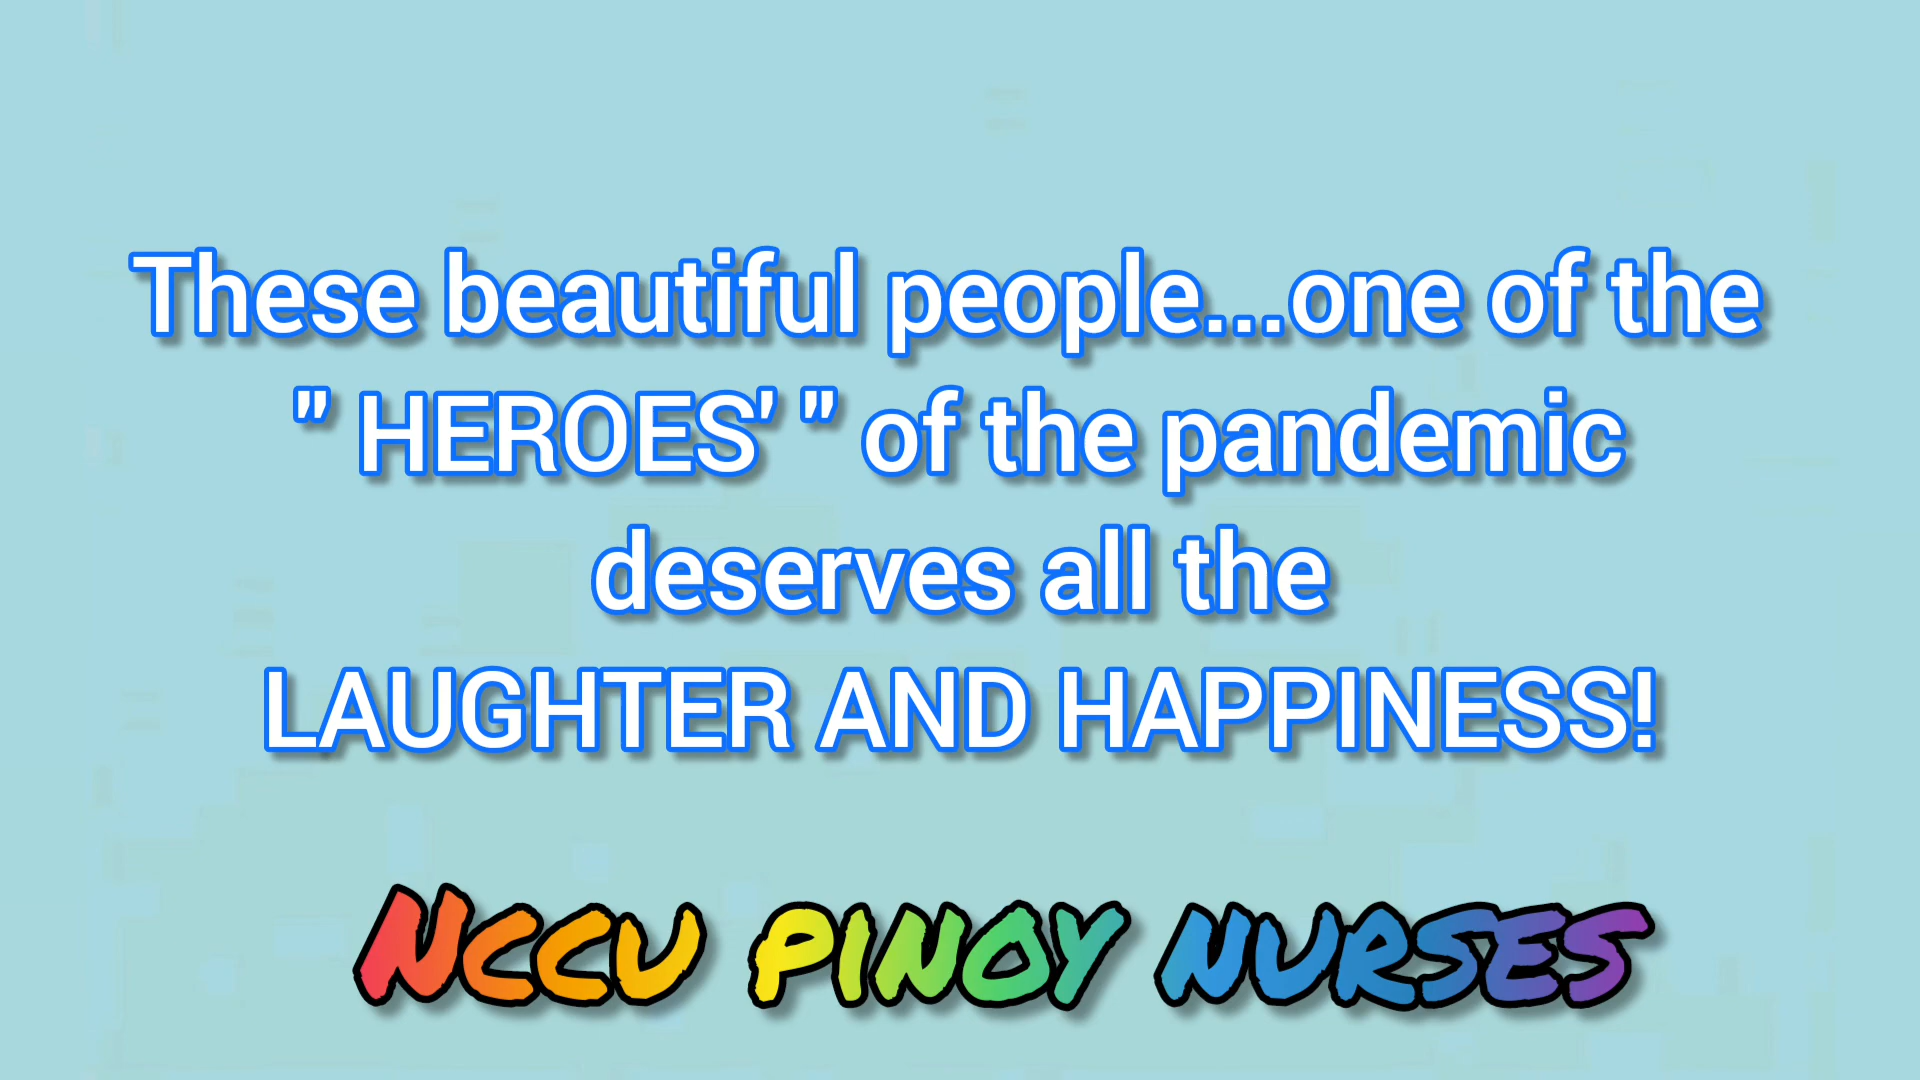 These beautiful people...one of the
" HEROES' " of the pandemic
deserves all the
LAUGHTER AND HAPPINESS!
NCCU PINOY NURSES